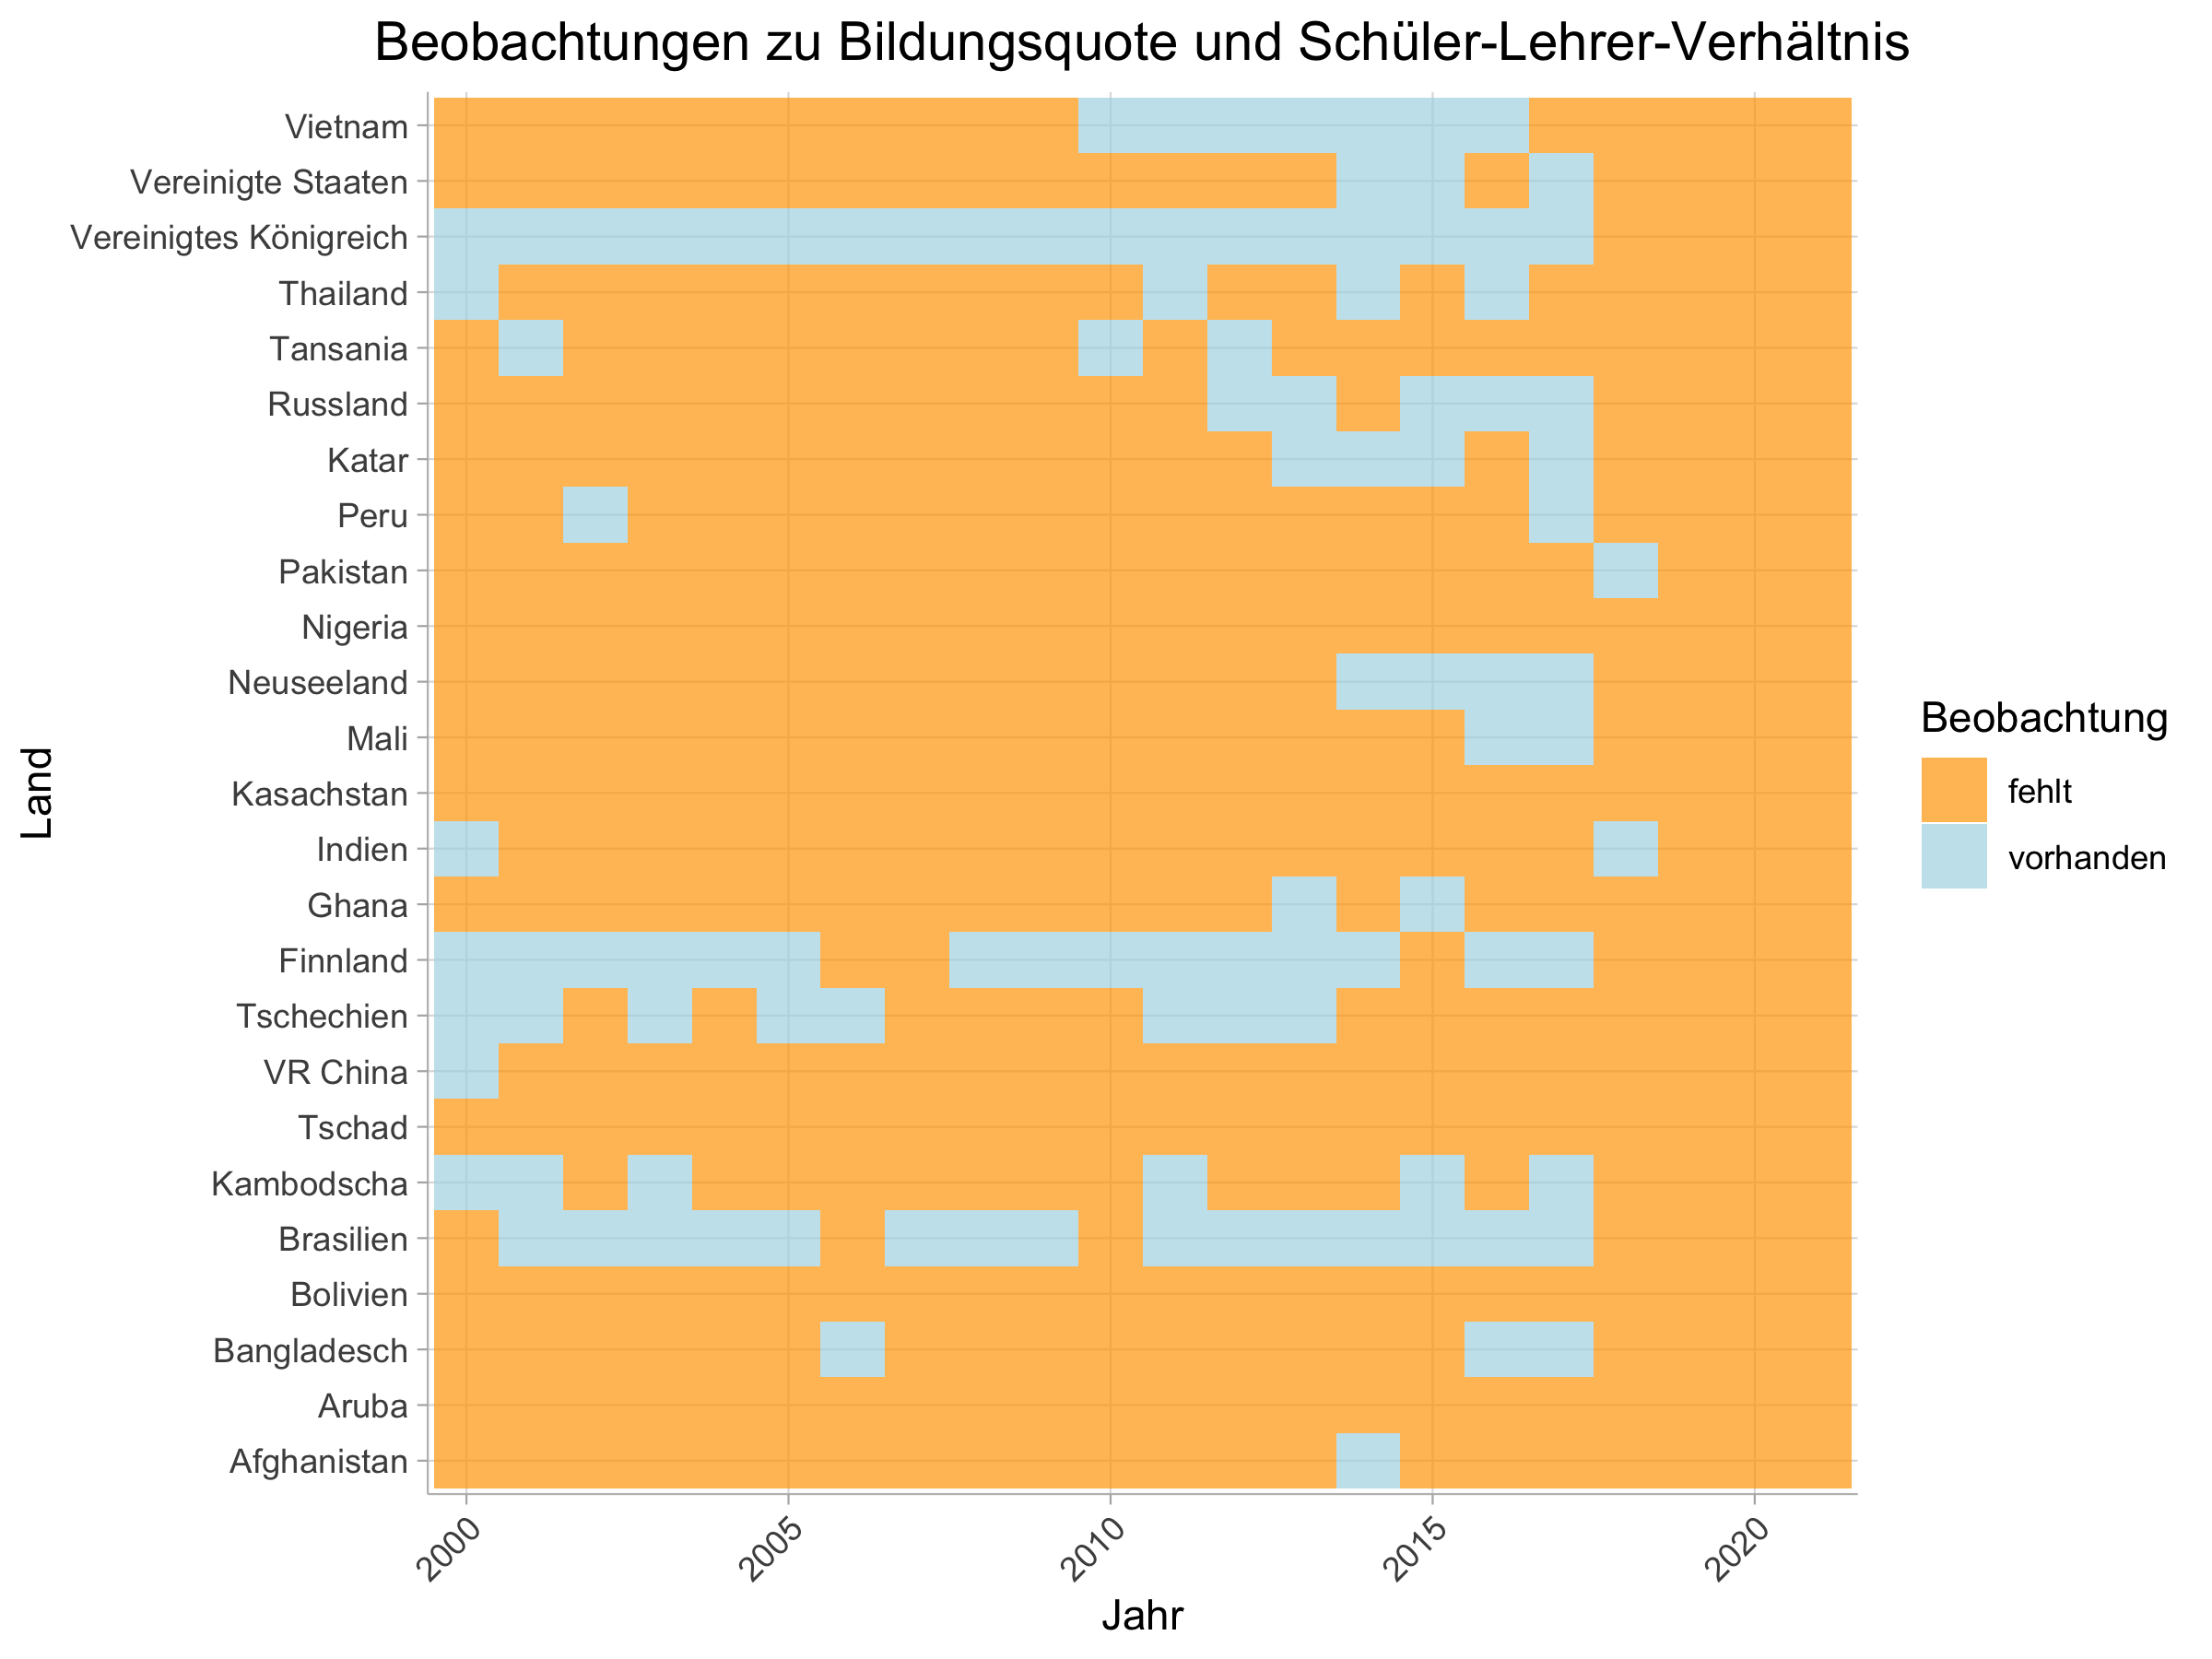 Beobachtungen zu Bildungsquote und Schüler-Lehrer-Verhältnis
Vietnam
Vereinigte Staaten
Vereinigtes Königreich
Thailand
Tansania
Russland
Katar
Peru
Pakistan
Nigeria
Neuseeland
Mali
Kasachstan
Indien
Ghana
Finnland
Tschechien
VR China
Tschad
Kambodscha
Brasilien
Bolivien
Bangladesch
Aruba
Afghanistan
Land
2000
2005
2010
2015
2020
Jahr
Beobachtung
fehlt
vorhanden